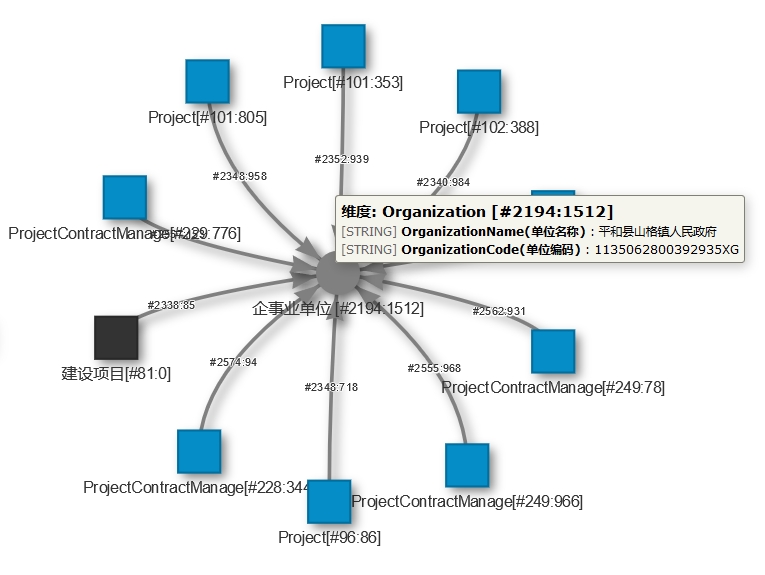 Project[#101:353]
Project[#101:805]
Project[#102:388]
#2352:939
#2348:958
#2340:984
维度: Organization [#2194:1512]
[STRING] OrganizationName(单位名称) : 平和县山格镇人民政府
[STRING] OrganizationCode(单位编码) : 1135062800392935XG
ProjectContractManage[#229:776]
企事业单位 [#2194:1512]
#2338:85
#2562:931
建设项目[#81:0]
#2574:94
#2555:968
#2348:718
ProjectContractManage[#249:78]
ProjectContractManage[#228:344
ProjectContractManage[#249:966]
Project[#96:86]